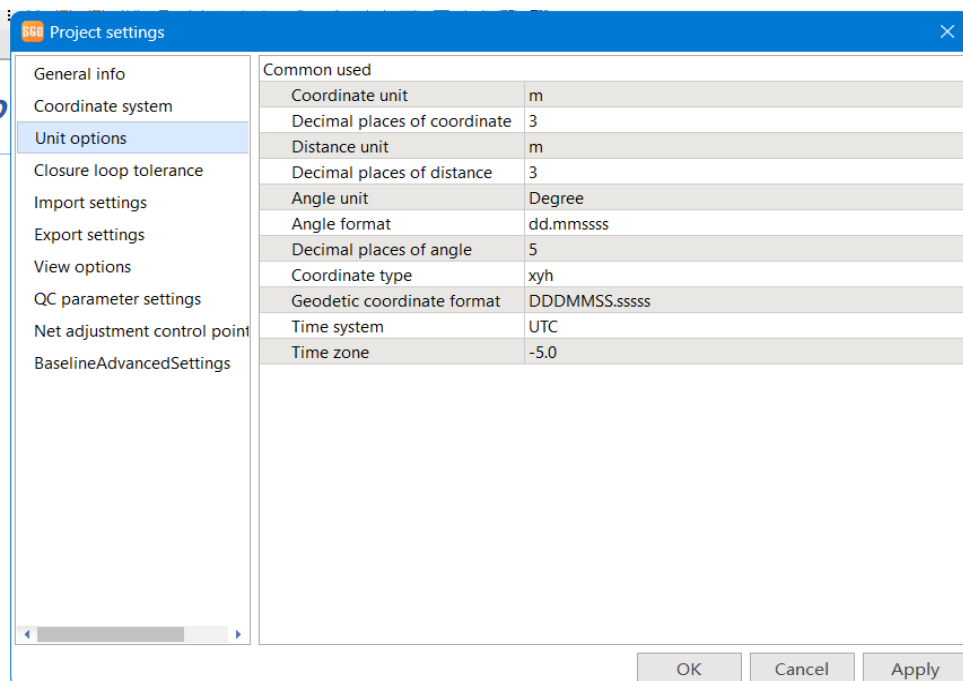 SGO Project settings
General info
Coordinate system
Unit options
Closure loop tolerance
Import settings
Export settings
View options
QC parameter settings
Net adjustment control point
BaselineAdvancedSettings
Common used
Coordinate unit m
Decimal places of coordinate 3
Distance unit m
Decimal places of distance 3
Angle unit Degree
Angle format dd.mmssss
Decimal places of angle 5
Coordinate type xyh
Geodetic coordinate format DDDMMSS.sssss
Time system UTC
Time zone -5.0
OK Cancel Apply